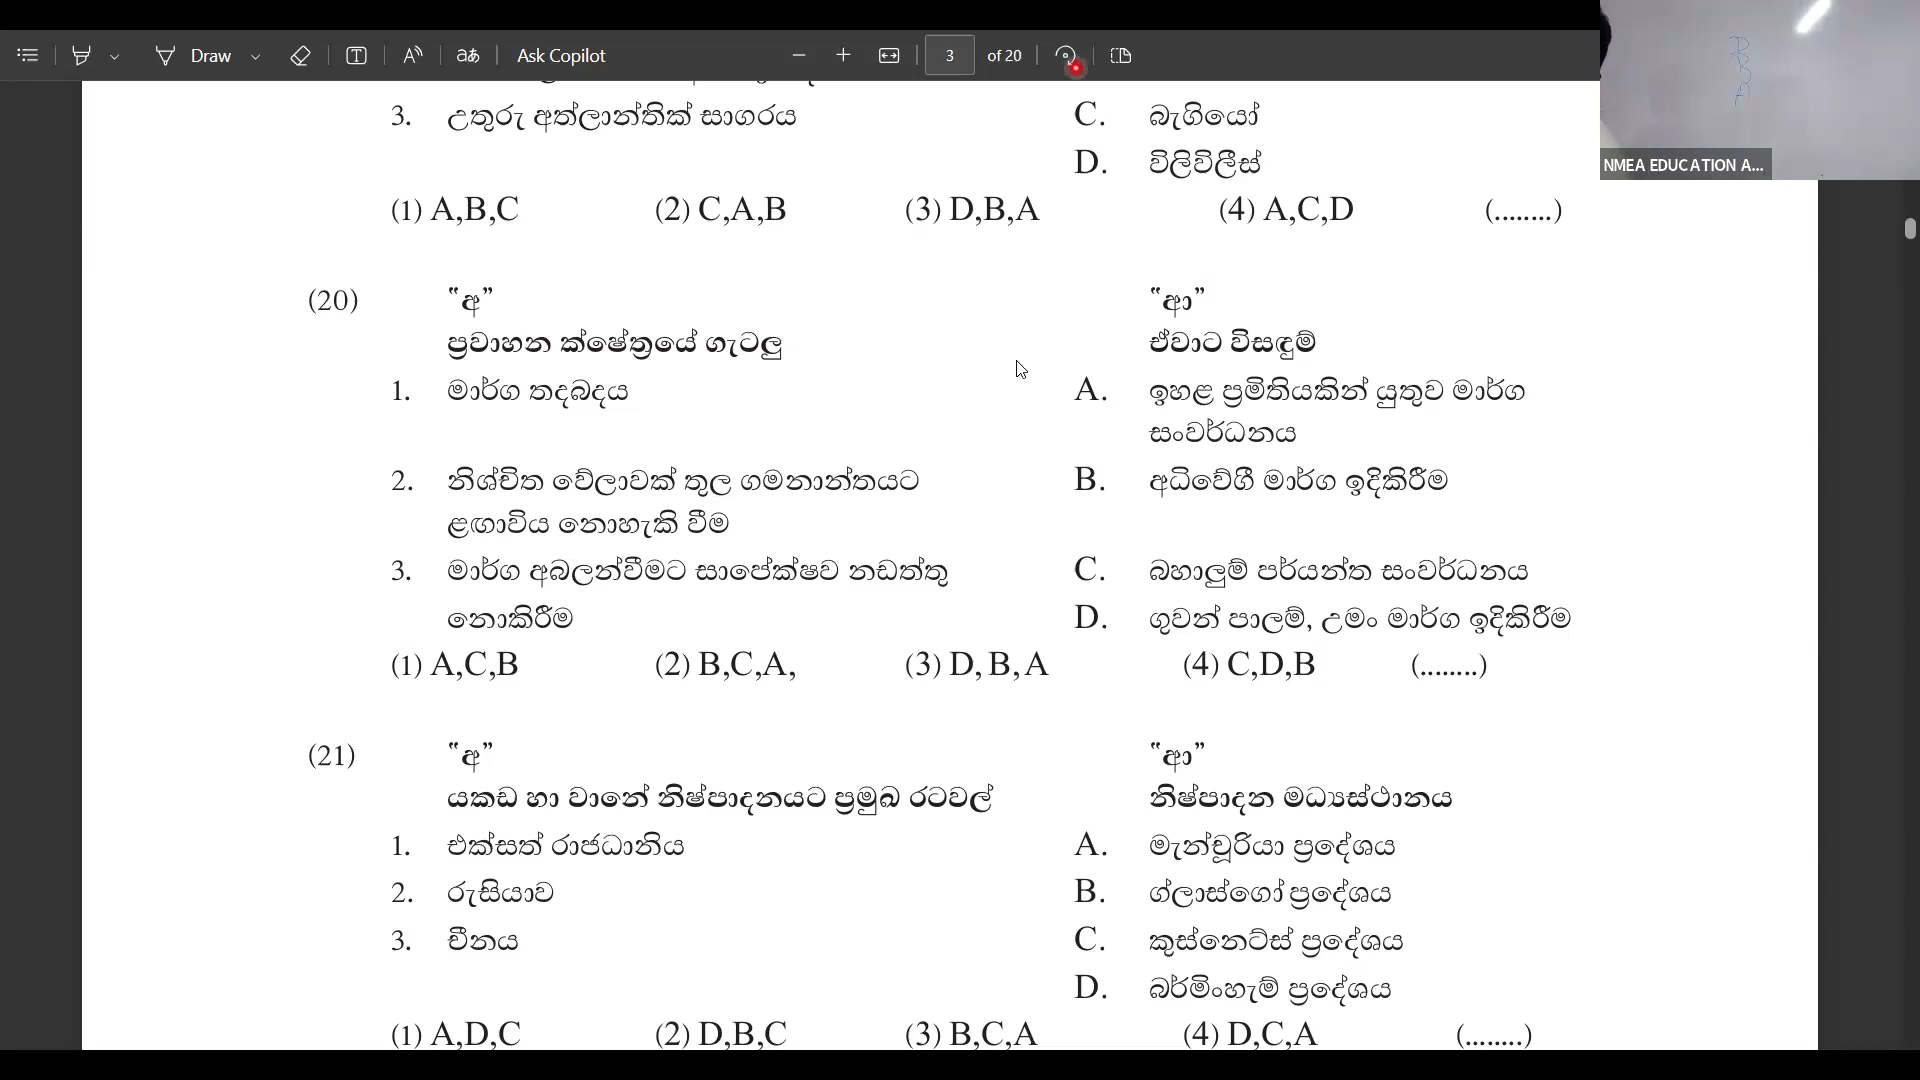 Draw
Ask Copilot
3 of 20
NMEA EDUCATION A...
3. උතුරු අත්ලාන්තික් සාගරය C. බැගියෝ
D. විලිවිලීස්
(1) A,B,C (2) C,A,B (3) D,B,A (4) A,C,D (........)
(20) “අ” “ආ”
ප්‍රවාහන ක්ෂේත්‍රයේ ගැටලු ඒවාට විසඳුම්
1. මාර්ග තදබදය A. ඉහළ ප්‍රමිතියකින් යුතුව මාර්ග
සංවර්ධනය
2. නිශ්චිත වේලාවක් තුල ගමනාන්තයට B. අධිවේගී මාර්ග ඉදිකිරීම
ළඟාවිය නොහැකි වීම
3. මාර්ග අබලන්වීමට සාපේක්ෂව නඩත්තු C. බහාලුම් පර්යන්ත සංවර්ධනය
නොකිරීම D. ගුවන් පාලම්, උමං මාර්ග ඉදිකිරීම
(1) A,C,B (2) B,C,A, (3) D, B, A (4) C,D,B (........)
(21) “අ” “ආ”
යකඩ හා වානේ නිෂ්පාදනයට ප්‍රමුඛ රටවල් නිෂ්පාදන මධ්‍යස්ථානය
1. එක්සත් රාජධානිය A. මැන්චූරියා ප්‍රදේශය
2. රුසියාව B. ග්ලාස්ගෝ ප්‍රදේශය
3. චීනය C. කුස්නෙට්ස් ප්‍රදේශය
D. බර්මිංහැම් ප්‍රදේශය
(1) A,D,C (2) D,B,C (3) B,C,A (4) D,C,A (........)